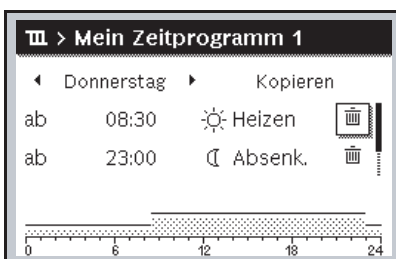 > Mein Zeitprogramm 1
Donnerstag Kopieren
ab 08:30 Heizen
ab 23:00 Absenk.
0 6 12 18 24